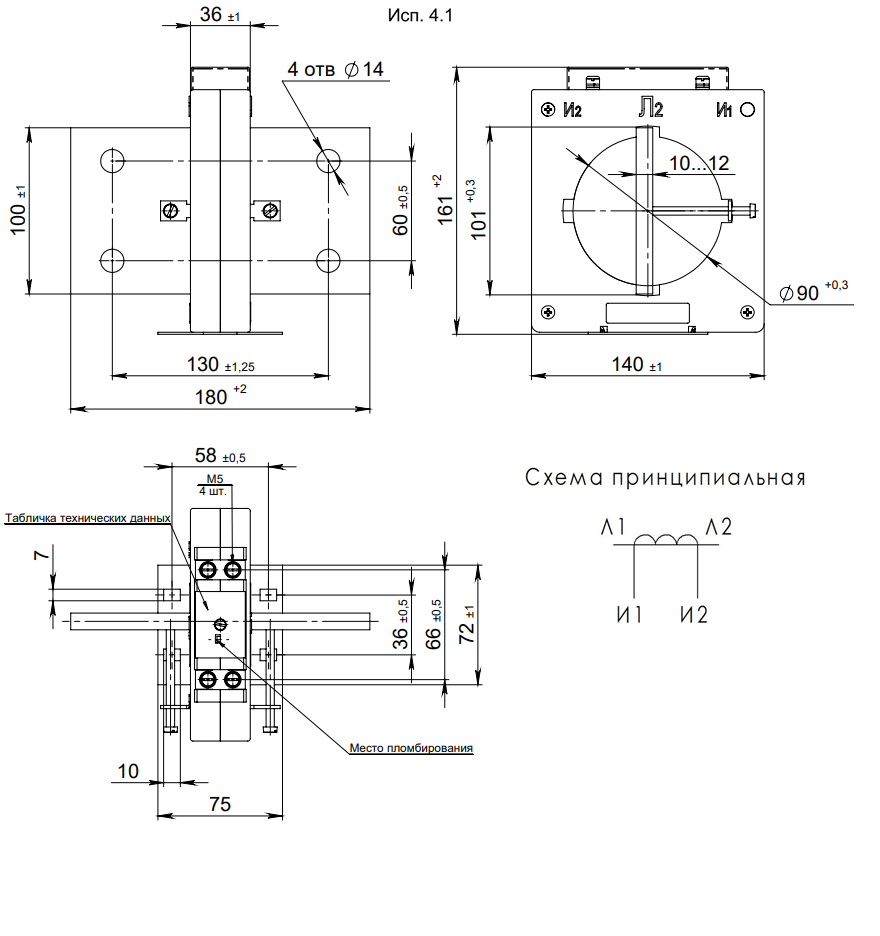 Исп. 4.1
36 ±1
4 отв ∅14
100 ±1
60 ±0,5
130 ±1,25
180 +2
И2
Л2
И1
10...12
161 +2
101 +0,3
∅90 +0,3
140 ±1
58 ±0,5
М5
4 шт.
Табличка технических данных
7
36 ±0,5
66 ±0,5
72 ±1
Место пломбирования
10
75
Схема принципиальная
Л1
Л2
И1
И2